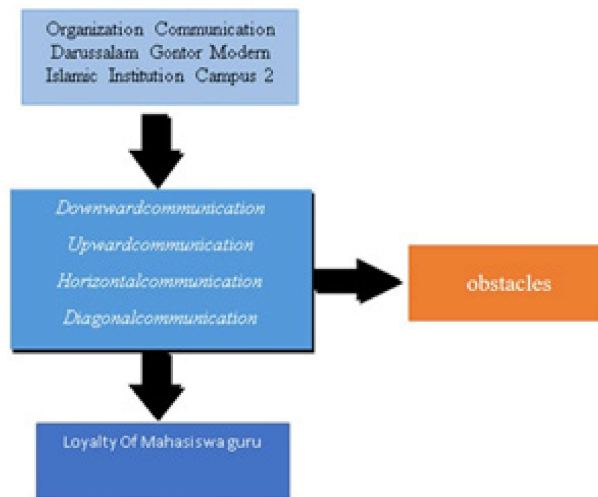 Organization Communication
Darussalam Gontor Modern
Islamic Institution Campus 2
Downwardcommunication
Upwardcommunication
Horizontalcommunication
Diagonalcommunication
obstacles
Loyalty Of Mahasiswa guru